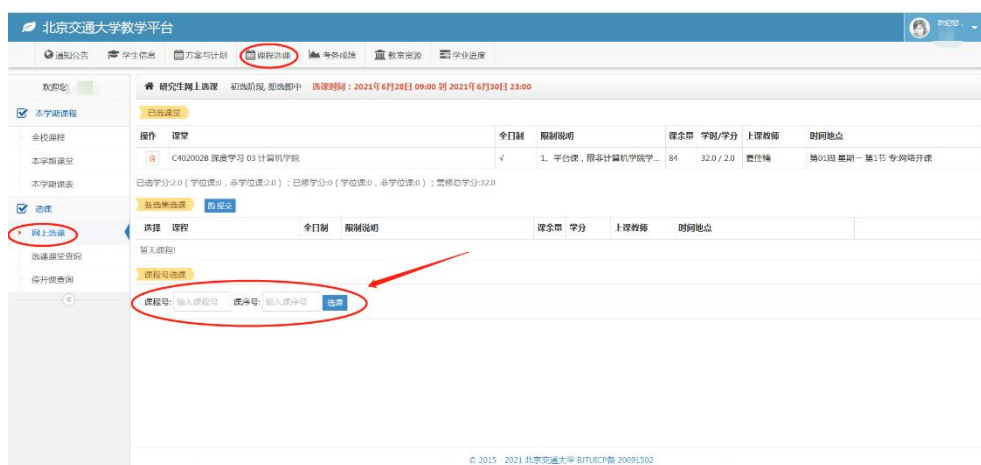 北京交通大学教学平台
通知公告 学生信息 方案与计划 课程选课 考务成绩 教室资源 学业进度
欢迎您
研究生网上选课 初选阶段, 即选即中 选课时间：2021年6月28日 09:00 到 2021年6月30日 23:00
本学期课程
已选课堂
操作 课堂 全日制 限制说明 课余量 学时/学分 上课教师 时间地点
全校课程
C402002B 深度学习 03 计算机学院 √ 1、平台课，限非计算机学院学... 84 32.0 / 2.0 第01周 星期一 第1节 专网络开课
本学期课堂
本学期课表
已选学分:2.0 ( 学位课:0，非学位课:2.0 )；已修学分:0 ( 学位课:0，非学位课:0 )；需修总学分:32.0
选课
备选集选课 提交
选择 课程 全日制 限制说明 课余量 学分 上课教师 时间地点
网上选课
暂无课程!
选课课堂查询
课程号选课
停开课查询
课程号: 输入课程号 课序号: 输入课序号 选课
© 2015 - 2021 北京交通大学 BJTUICP备 20091502